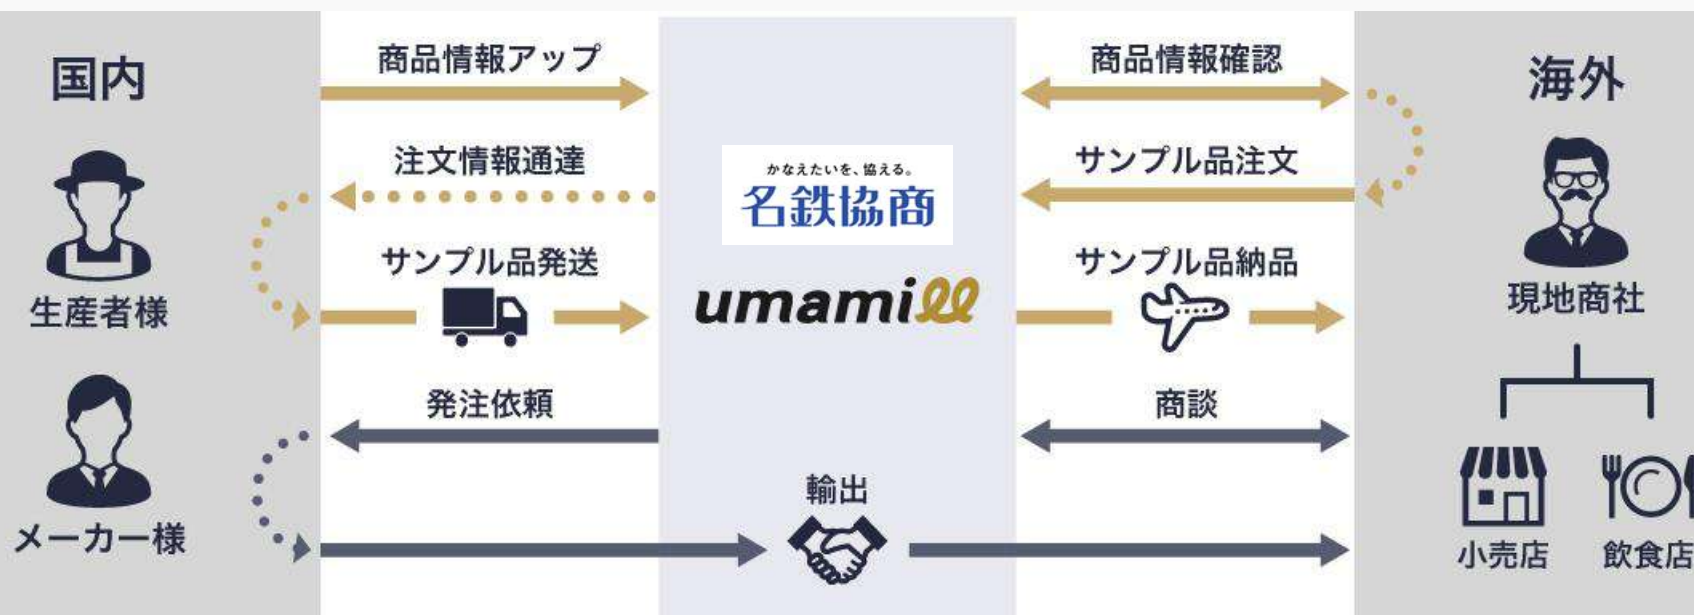 国内
生産者様
メーカー様
商品情報アップ
注文情報通達
サンプル品発送
発注依頼
かなえたいを、協える。
名鉄協商
umamill
輸出
商品情報確認
サンプル品注文
サンプル品納品
商談
海外
現地商社
小売店
飲食店